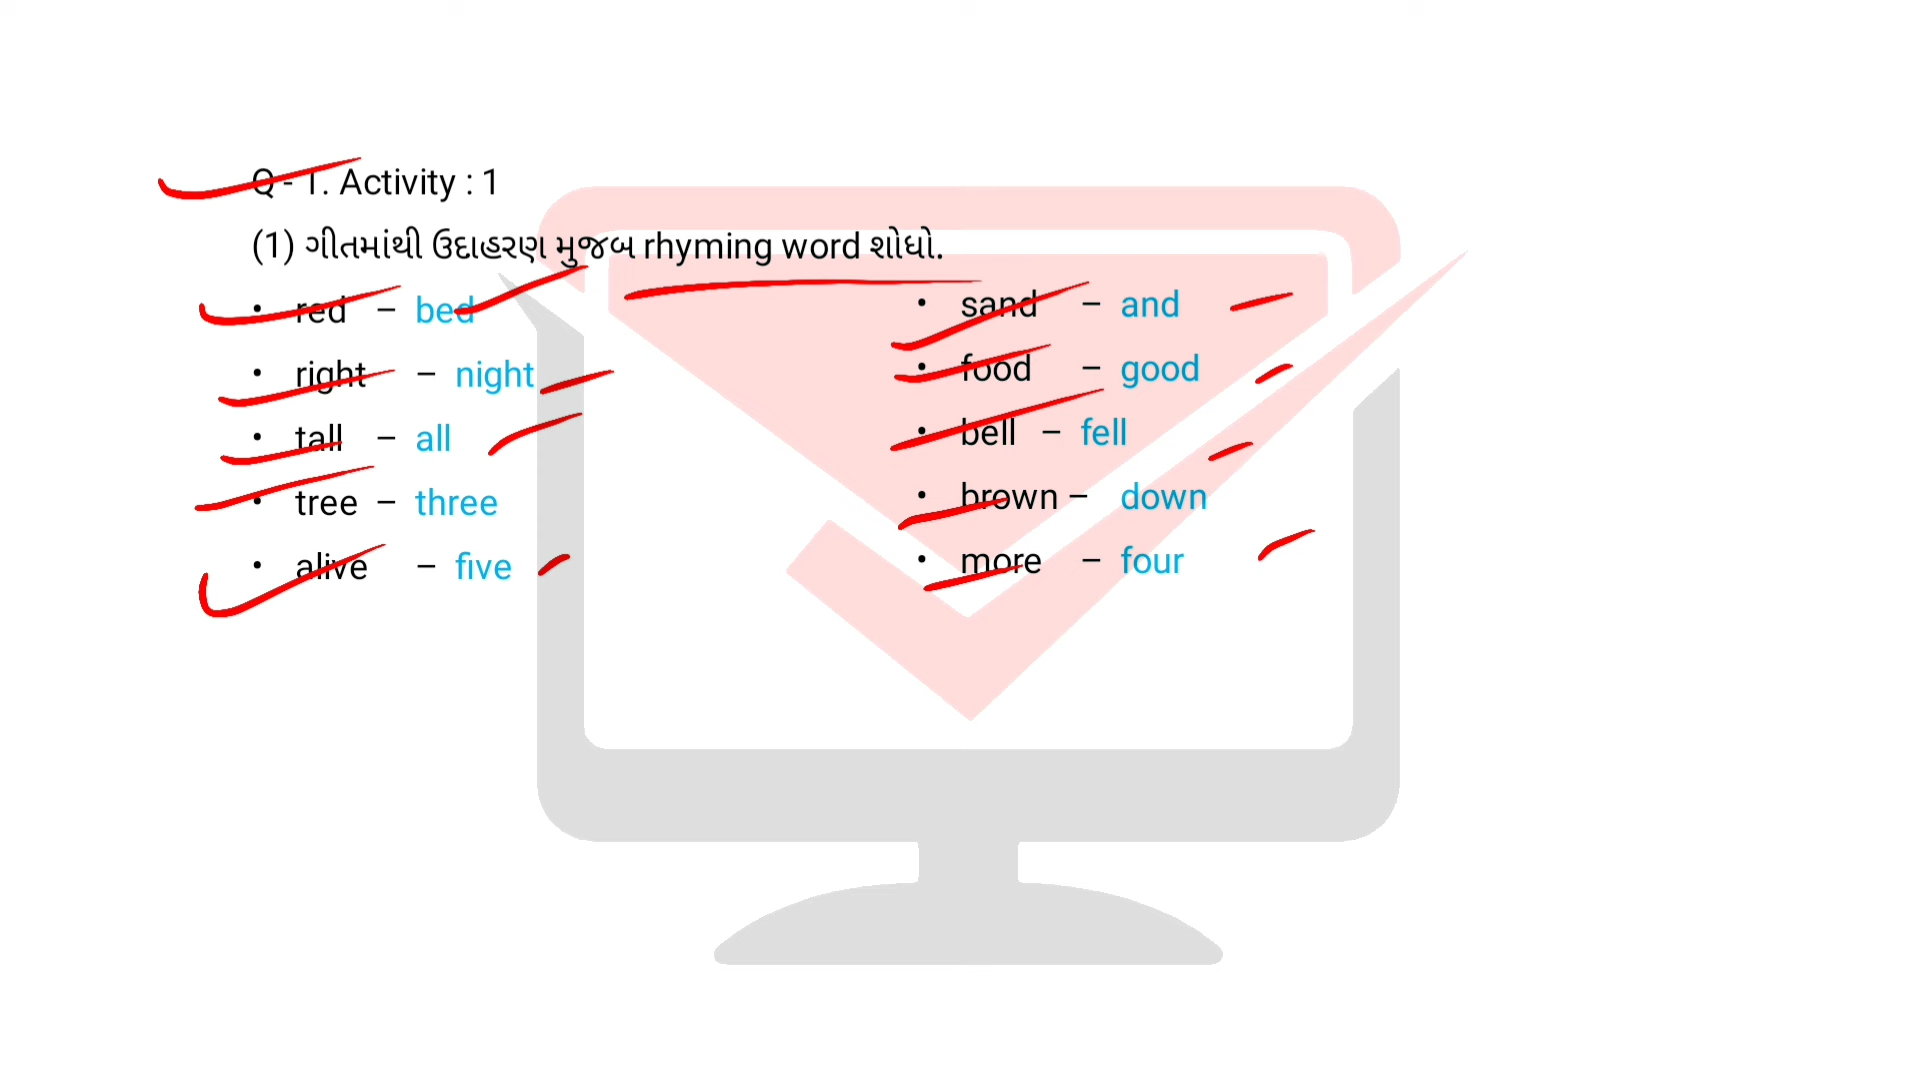 Q - 1. Activity : 1
(1) ગીતમાંથી ઉદાહરણ મુજબ rhyming word શોધો.
• red – bed
• right – night
• tall – all
• tree – three
• alive – five
• sand – and
• food – good
• bell – fell
• brown – down
• more – four